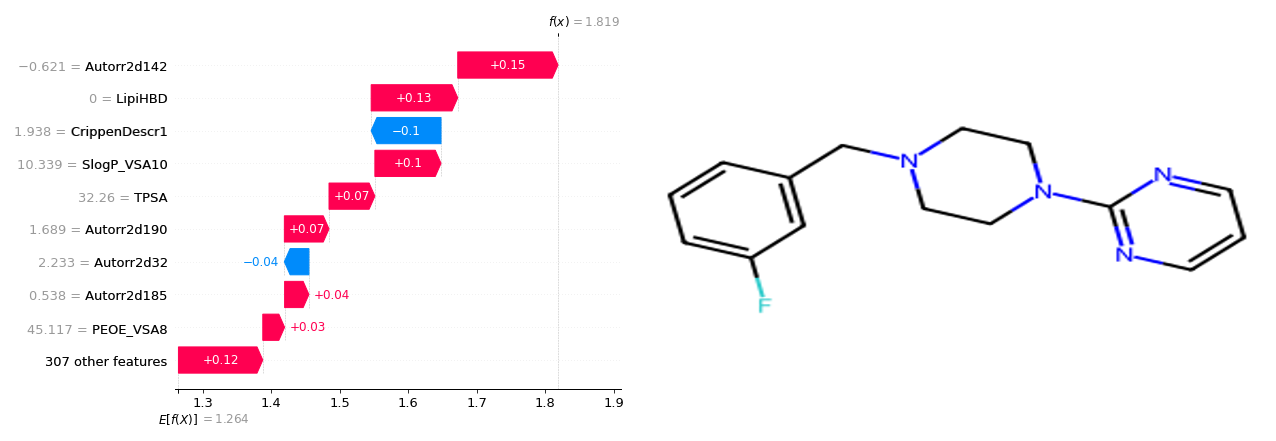 f(x) = 1.819
−0.621 = Autorr2d142
+0.15
0 = LipiHBD
+0.13
1.938 = CrippenDescr1
−0.1
10.339 = SlogP_VSA10
+0.1
32.26 = TPSA
+0.07
1.689 = Autorr2d190
+0.07
2.233 = Autorr2d32
−0.04
0.538 = Autorr2d185
+0.04
45.117 = PEOE_VSA8
+0.03
307 other features
+0.12
1.3 1.4 1.5 1.6 1.7 1.8 1.9
E[f(X)] = 1.264
N
N
N
N
F